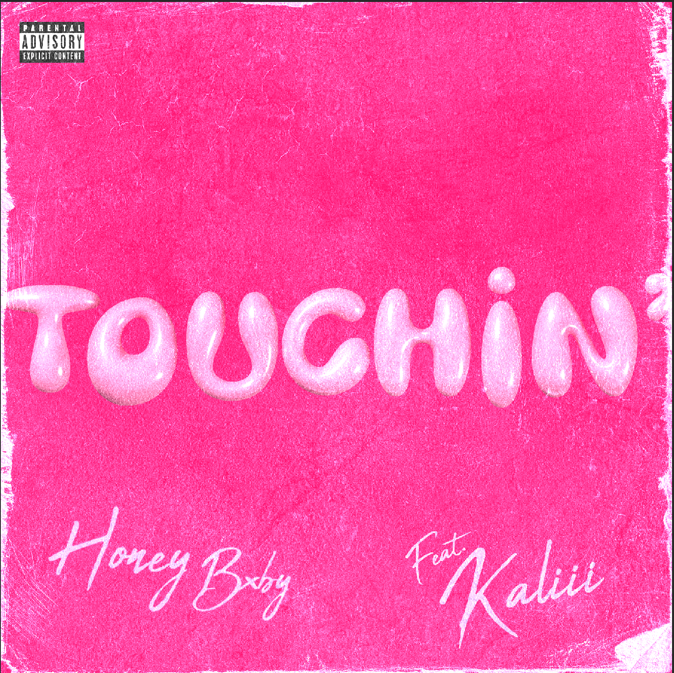 PARENTAL
ADVISORY
EXPLICIT CONTENT
TOUCHiN'
Honey Bxby
Feat. Kaliii